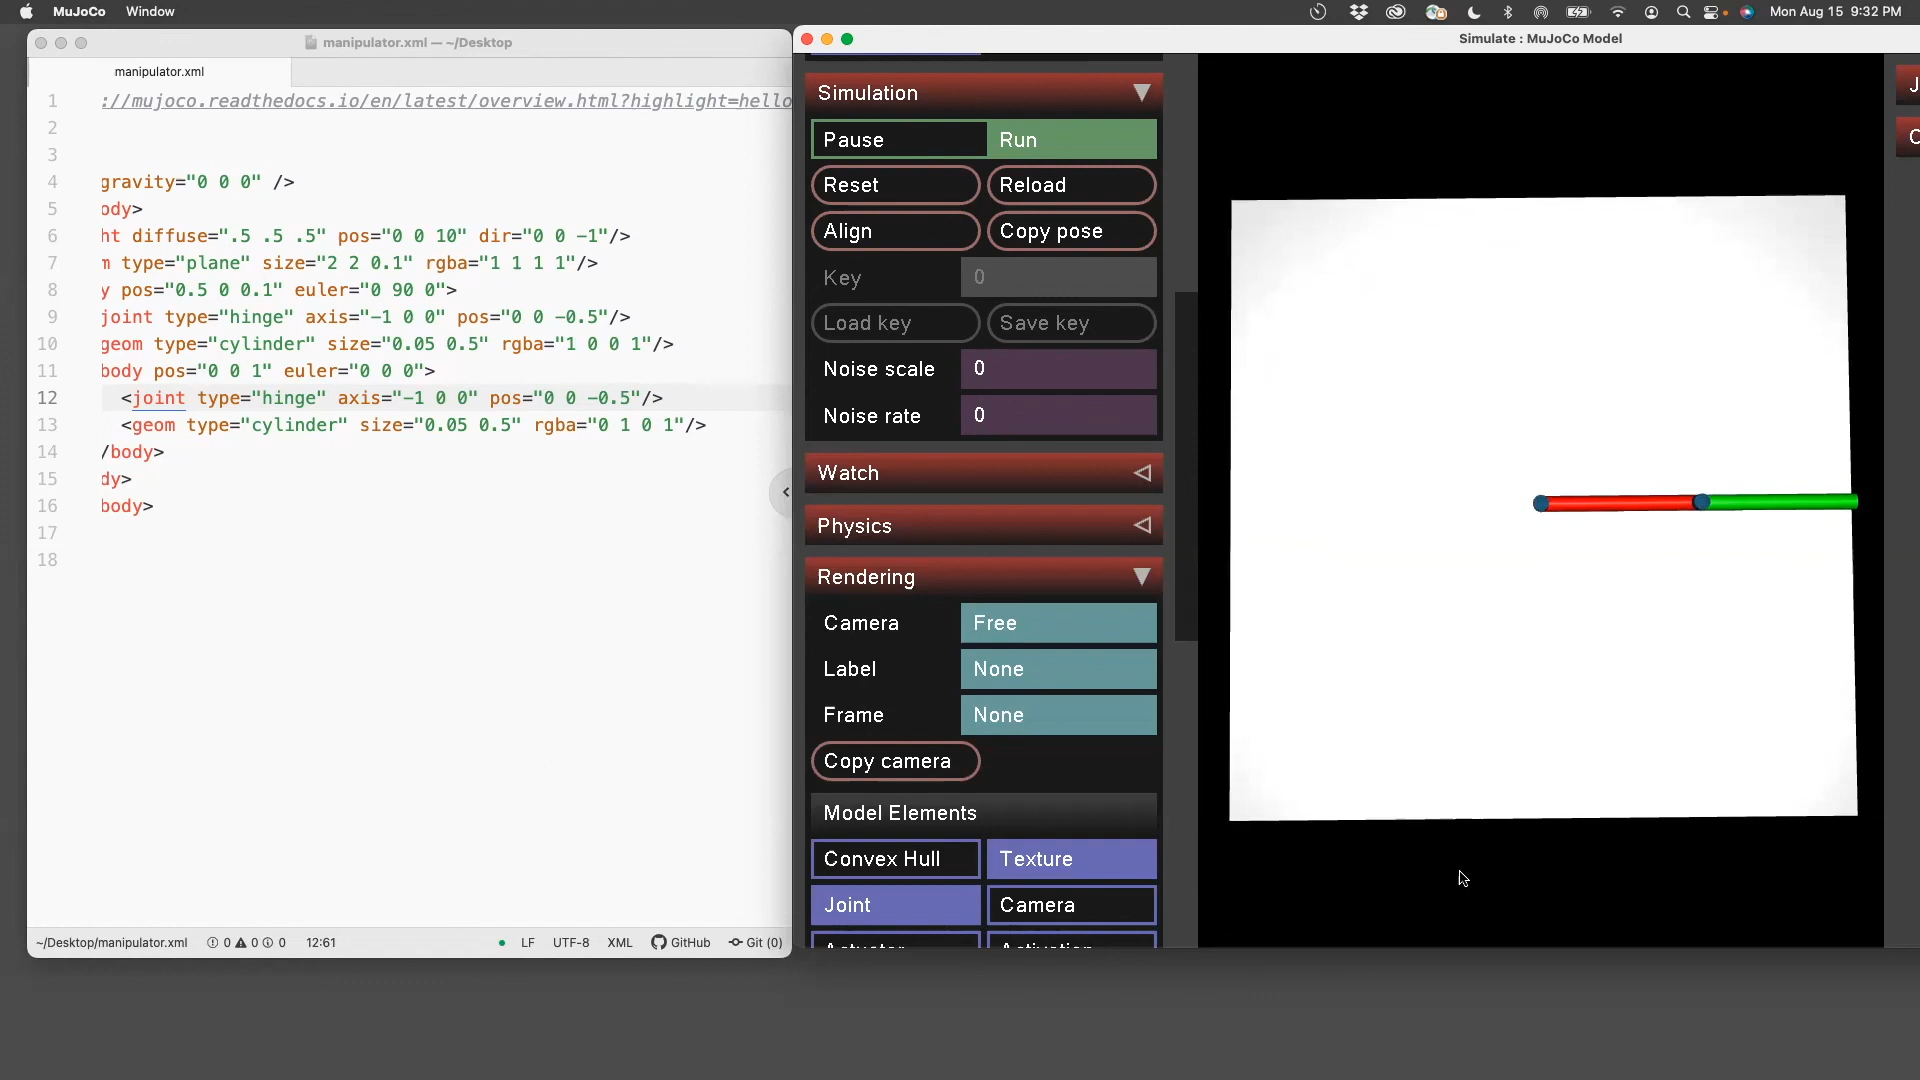 MuJoCo Window
Mon Aug 15 9:32 PM
manipulator.xml — ~/Desktop
manipulator.xml
1 ://mujoco.readthedocs.io/en/latest/overview.html?highlight=hello
2
3
4 gravity="0 0 0" />
5 ody>
6 ht diffuse=".5 .5 .5" pos="0 0 10" dir="0 0 -1"/>
7 m type="plane" size="2 2 0.1" rgba="1 1 1 1"/>
8 y pos="0.5 0 0.1" euler="0 90 0">
9 joint type="hinge" axis="-1 0 0" pos="0 0 -0.5"/>
10 geom type="cylinder" size="0.05 0.5" rgba="1 0 0 1"/>
11 body pos="0 0 1" euler="0 0 0">
12 <joint type="hinge" axis="-1 0 0" pos="0 0 -0.5"/>
13 <geom type="cylinder" size="0.05 0.5" rgba="0 1 0 1"/>
14 /body>
15 dy>
16 body>
17
18
~/Desktop/manipulator.xml 0 0 0 12:61 LF UTF-8 XML GitHub Git (0)
Simulate : MuJoCo Model
Simulation
Pause Run
Reset Reload
Align Copy pose
Key 0
Load key Save key
Noise scale 0
Noise rate 0
Watch
Physics
Rendering
Camera Free
Label None
Frame None
Copy camera
Model Elements
Convex Hull Texture
Joint Camera
Actuator Activation
J
C